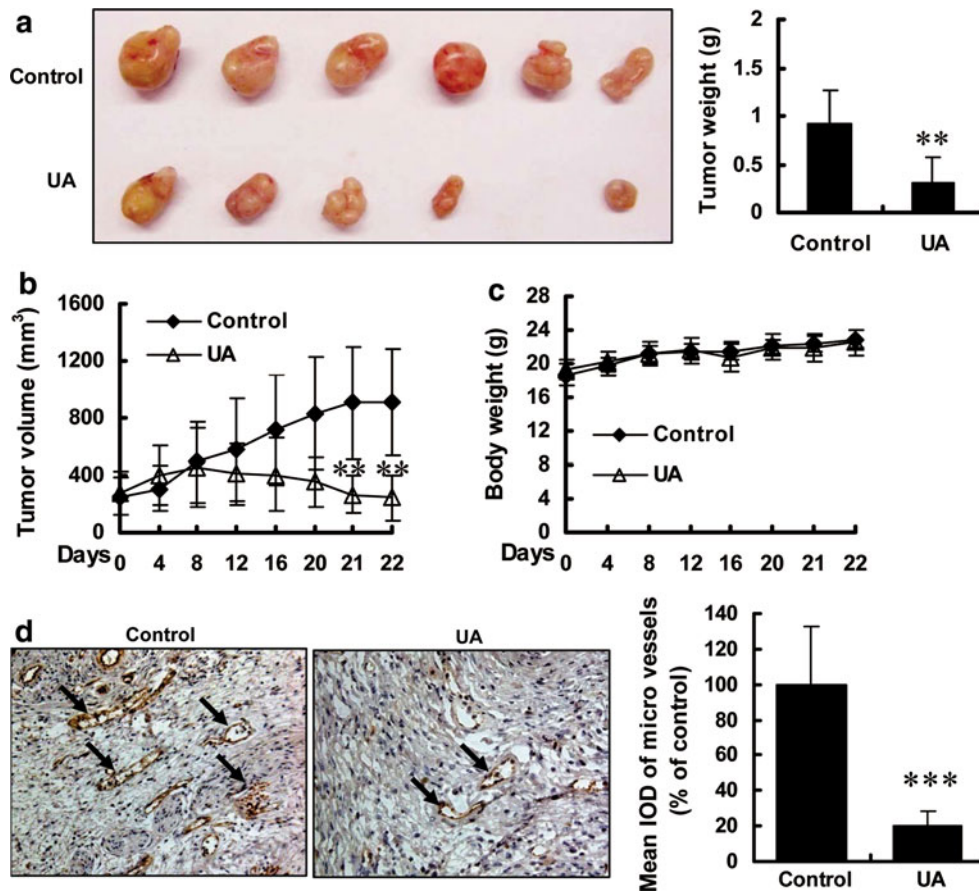 a
Control
UA
Tumor weight (g)
2
1.5
1
0.5
0
**
Control
UA
b
Tumor volume (mm³)
1600
1200
800
400
0
Control
UA
** **
Days
0 4 8 12 16 20 21 22
c
Body weight (g)
28
24
20
16
12
8
4
0
Control
UA
Days
0 4 8 12 16 20 21 22
d
Control
UA
Mean IOD of micro vessels
(% of control)
140
120
100
80
60
40
20
0
***
Control
UA